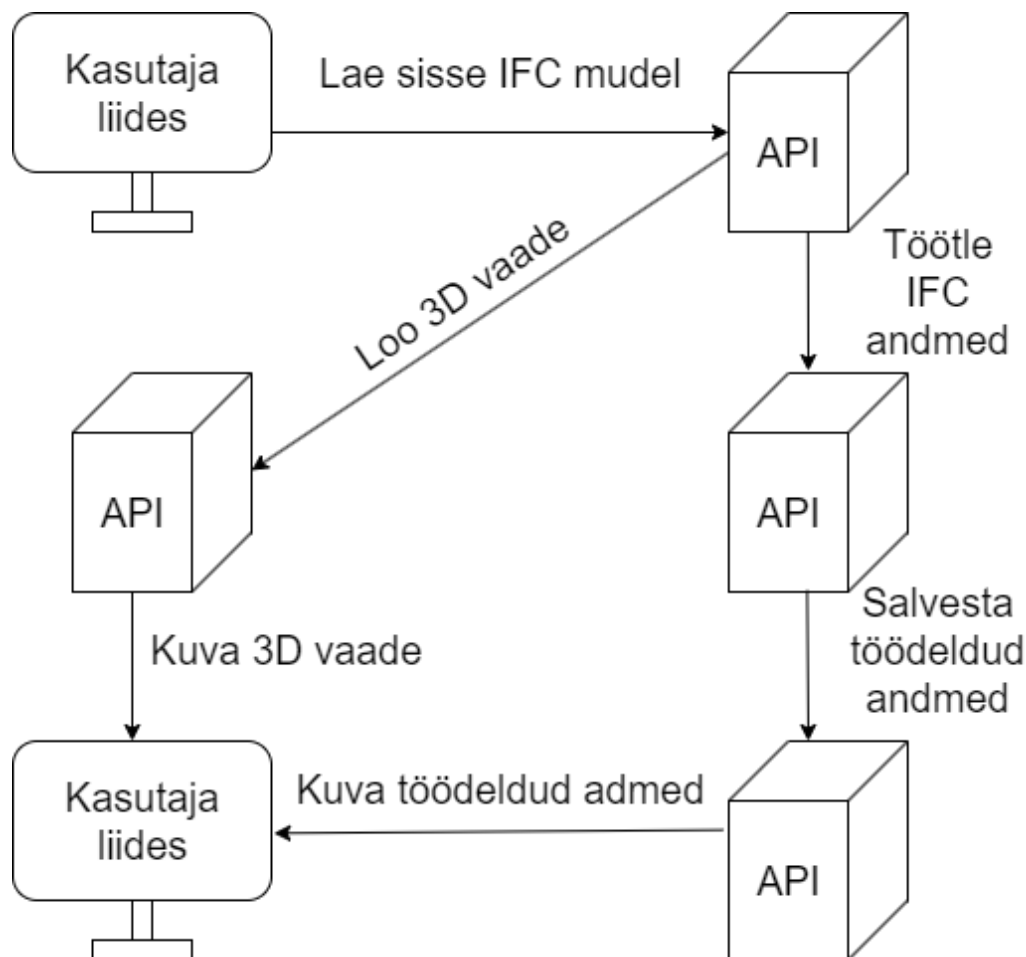 Kasutaja
liides
Lae sisse IFC mudel
API
Loo 3D vaade
Töötle
IFC
andmed
API
API
Kuva 3D vaade
Salvesta
töödeldud
andmed
Kasutaja
liides
Kuva töödeldud admed
API